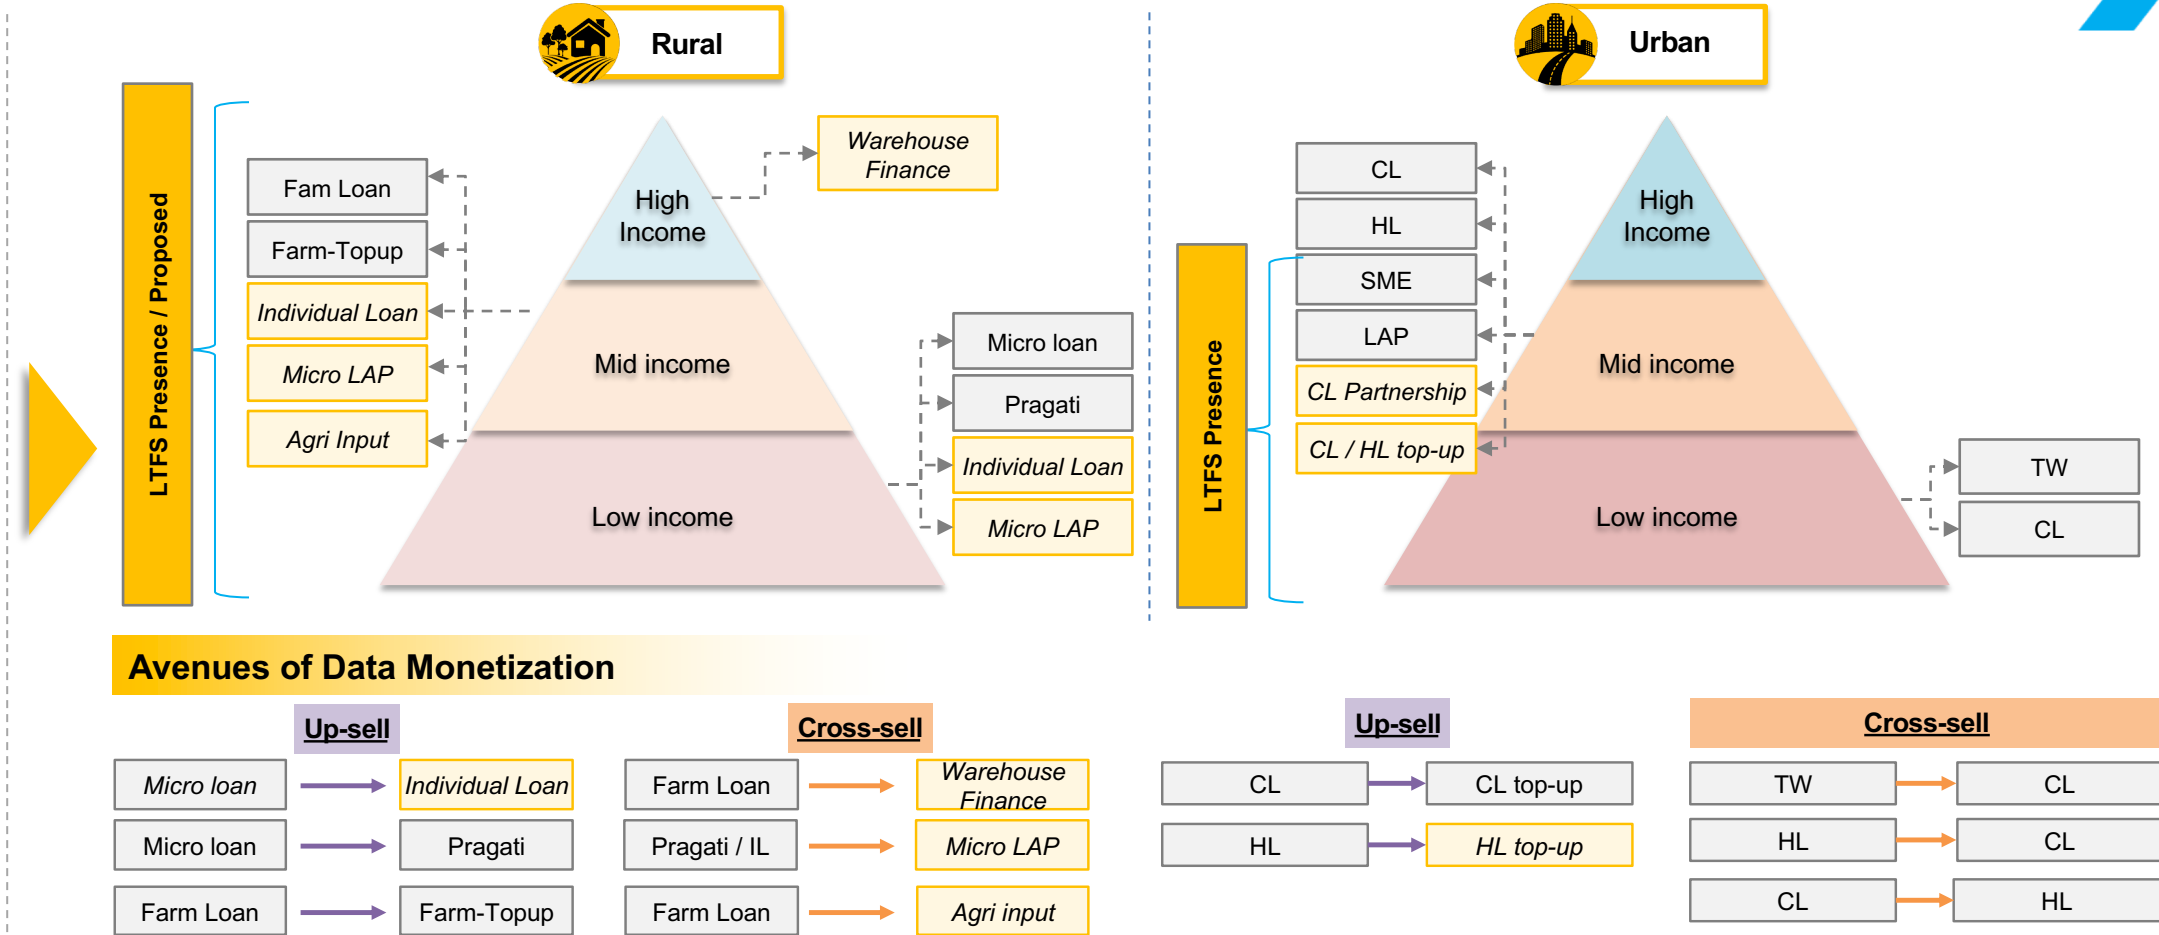 Rural
Urban
LTFS Presence / Proposed
Fam Loan
Farm-Topup
Individual Loan
Micro LAP
Agri Input
High
Income
Mid income
Low income
Warehouse
Finance
Micro loan
Pragati
Individual Loan
Micro LAP
LTFS Presence
CL
HL
SME
LAP
CL Partnership
CL / HL top-up
High
Income
Mid income
Low income
TW
CL
Avenues of Data Monetization
Up-sell
Micro loan
Individual Loan
Micro loan
Pragati
Farm Loan
Farm-Topup
Cross-sell
Farm Loan
Warehouse
Finance
Pragati / IL
Micro LAP
Farm Loan
Agri input
Up-sell
CL
CL top-up
HL
HL top-up
Cross-sell
TW
CL
HL
CL
CL
HL